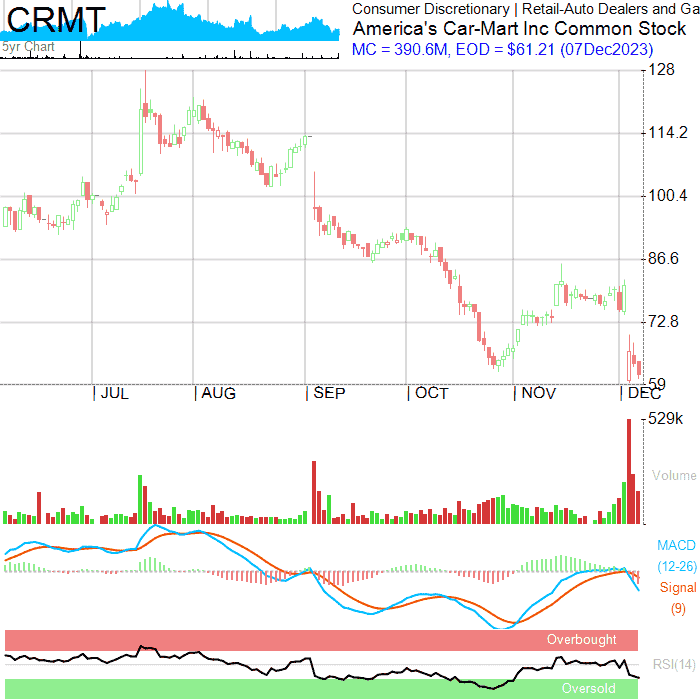 CRMT
Consumer Discretionary | Retail-Auto Dealers and Ga
America's Car-Mart Inc Common Stock
5yr Chart
MC = 390.6M, EOD = $61.21 (07Dec2023)
128
114.2
100.4
86.6
72.8
59
JUL
AUG
SEP
OCT
NOV
DEC
529k
Volume
MACD
(12-26)
Signal
(9)
Overbought
RSI(14)
Oversold